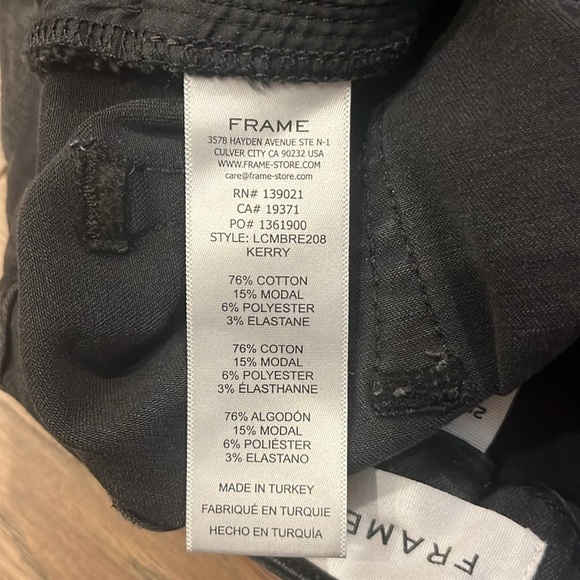 FRAME
3578 HAYDEN AVENUE STE N-1
CULVER CITY CA 90232 USA
WWW.FRAME-STORE.COM
care@frame-store.com
RN# 139021
CA# 19371
PO# 1361900
STYLE: LCMBRE208
KERRY
76% COTTON
15% MODAL
6% POLYESTER
3% ELASTANE
76% COTON
15% MODAL
6% POLYESTER
3% ÉLASTHANNE
76% ALGODÓN
15% MODAL
6% POLIÉSTER
3% ELASTANO
MADE IN TURKEY
FABRIQUÉ EN TURQUIE
HECHO EN TURQUÍA
FRAME